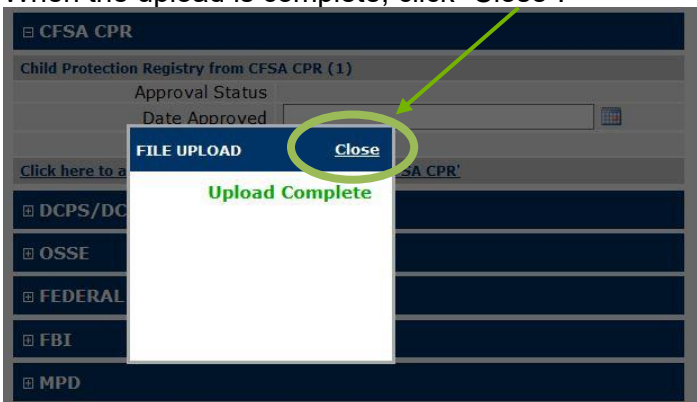 When the upload is complete, click "Close".
CFSA CPR
Child Protection Registry from CFSA CPR (1)
Approval Status
Date Approved
FILE UPLOAD Close
Click here to a SA CPR'
Upload Complete
DCPS/DC
OSSE
FEDERAL
FBI
MPD